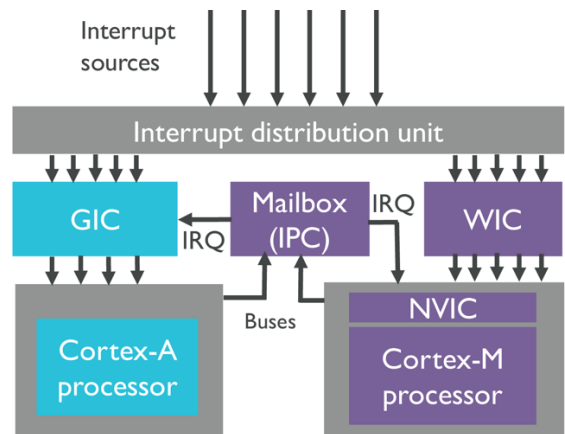 Interrupt
sources
Interrupt distribution unit
GIC
IRQ
Mailbox
(IPC)
IRQ
WIC
Buses
NVIC
Cortex-A
processor
Cortex-M
processor